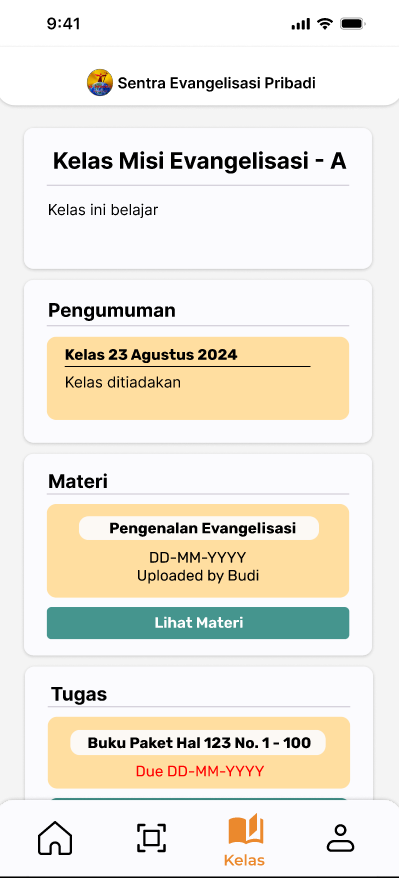 9:41
Sentra Evangelisasi Pribadi
Kelas Misi Evangelisasi - A
Kelas ini belajar
Pengumuman
Kelas 23 Agustus 2024
Kelas ditiadakan
Materi
Pengenalan Evangelisasi
DD-MM-YYYY
Uploaded by Budi
Lihat Materi
Tugas
Buku Paket Hal 123 No. 1 - 100
Due DD-MM-YYYY
Kelas